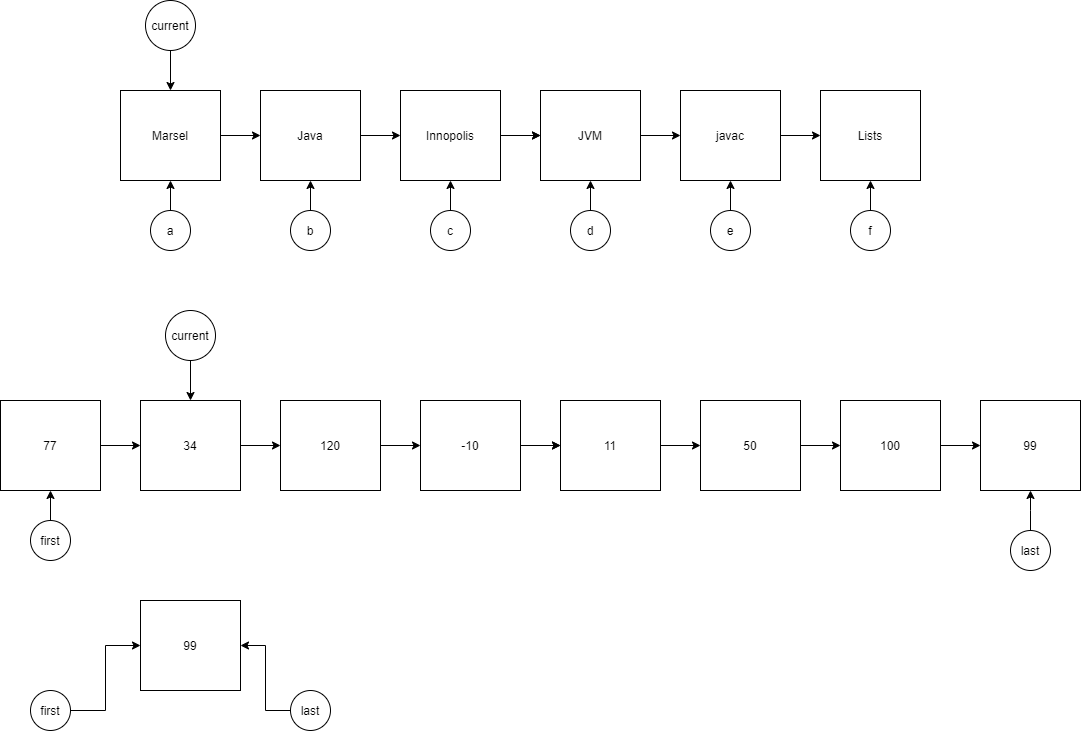 current
Marsel
Java
Innopolis
JVM
javac
Lists
a
b
c
d
e
f
current
77
34
120
-10
11
50
100
99
first
last
99
first
last